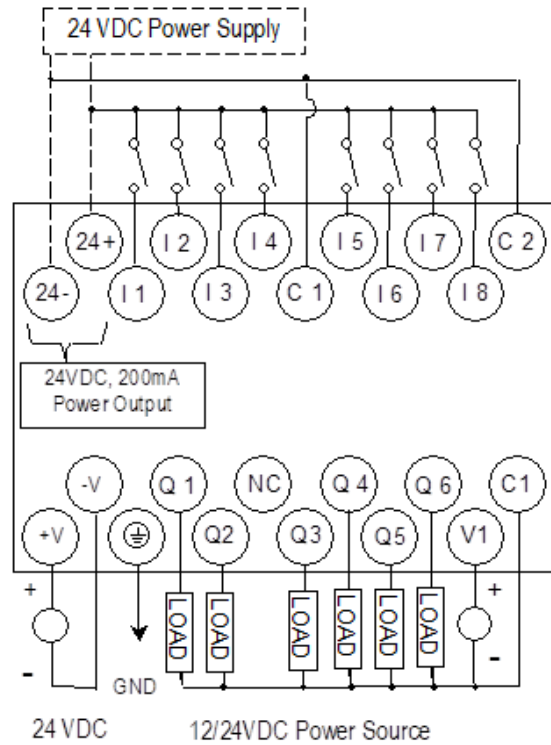 24 VDC Power Supply
24+ I 2 I 4 I 5 I 7 C 2
24- I 1 I 3 C 1 I 6 I 8
24VDC, 200mA
Power Output
-V Q 1 NC Q 4 Q 6 C1
+V Q2 Q3 Q5 V1
+ LOAD LOAD LOAD LOAD LOAD LOAD +
- -
GND
24 VDC 12/24VDC Power Source